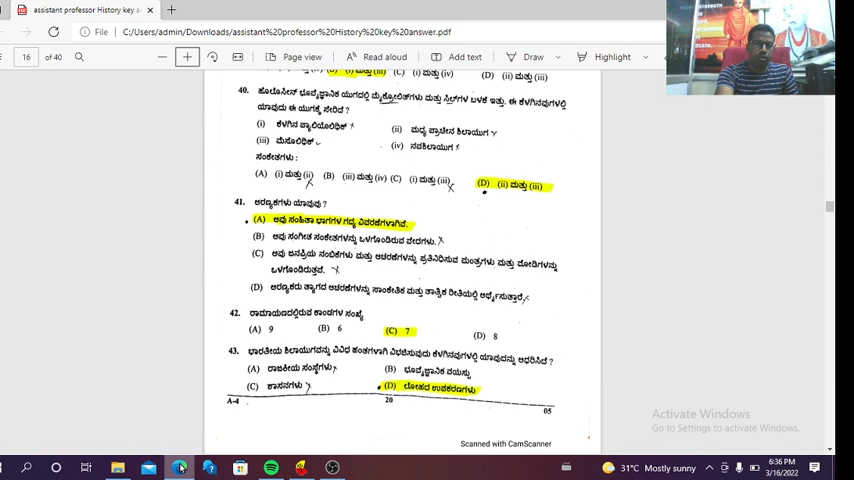 assistant professor History key an
File
C:/Users/admin/Downloads/assistant%20professor%20History%20key%20answer.pdf
16 of 40
Page view
Read aloud
Add text
Draw
Highlight
STRENGTH
DEATH.
(i) ಮತ್ತು (iii) (C) (i) ಮತ್ತು (iv) (D) (ii) ಮತ್ತು (iii)
40. ಹೊಲೊಸೀನ್ ಭೂವೈಜ್ಞಾನಿಕ ಯುಗದಲ್ಲಿ ಮೈಕ್ರೋಲಿತ್‌ಗಳು ಮತ್ತು ಸ್ಪೀಲ್‌ಗಳ ಬಳಕೆ ಇತ್ತು. ಈ ಕೆಳಗಿನವುಗಳಲ್ಲಿ
ಯಾವುದು ಈ ಯುಗಕ್ಕೆ ಸೇರಿದೆ ?
(i) ಕೆಳಗಿನ ಪ್ಯಾಲಿಯೊಲಿಥಿಕ್ (ii) ಮಧ್ಯ ಪ್ರಾಚೀನ ಶಿಲಾಯುಗ
(iii) ಮೆಸೊಲಿಥಿಕ್ (iv) ನವಶಿಲಾಯುಗ
ಸಂಕೇತಗಳು :
(A) (i) ಮತ್ತು (ii) (B) (iii) ಮತ್ತು (iv) (C) (i) ಮತ್ತು (iii) (D) (ii) ಮತ್ತು (iii)
41. ಅರಣ್ಯಕಗಳು ಯಾವುವು ?
(A) ಅವು ಸಂಹಿತಾ ಭಾಗಗಳ ಗದ್ಯ ವಿವರಣೆಗಳಾಗಿವೆ.
(B) ಅವು ಸಂಗೀತ ಸಂಕೇತಗಳನ್ನು ಒಳಗೊಂಡಿರುವ ವೇದಗಳು.
(C) ಅವು ಜನಪ್ರಿಯ ನಂಬಿಕೆಗಳು ಮತ್ತು ಆಚರಣೆಗಳನ್ನು ಪ್ರತಿನಿಧಿಸುವ ಮಂತ್ರಗಳು ಮತ್ತು ಮೋಡಿಗಳನ್ನು
ಒಳಗೊಂಡಿರುತ್ತವೆ.
(D) ಅರಣ್ಯಕರು ತ್ಯಾಗದ ಆಚರಣೆಗಳನ್ನು ಸಾಂಕೇತಿಕ ಮತ್ತು ತಾತ್ವಿಕ ರೀತಿಯಲ್ಲಿ ಅರ್ಥೈಸುತ್ತಾರೆ.
42. ರಾಮಾಯಣದಲ್ಲಿರುವ ಕಾಂಡಗಳ ಸಂಖ್ಯೆ
(A) 9 (B) 6 (C) 7 (D) 8
43. ಭಾರತೀಯ ಶಿಲಾಯುಗವನ್ನು ವಿವಿಧ ಹಂತಗಳಾಗಿ ವಿಭಜಿಸುವುದು ಕೆಳಗಿನವುಗಳಲ್ಲಿ ಯಾವುದನ್ನು ಆಧರಿಸಿದೆ ?
(A) ರಾಜಕೀಯ ಸಂಸ್ಥೆಗಳು (B) ಭೂವೈಜ್ಞಾನಿಕ ವಯಸ್ಸು
(C) ಶಾಸನಗಳು (D) ಲೋಹದ ಉಪಕರಣಗಳು
A-4 20 05
Scanned with CamScanner
Activate Windows
Go to Settings to activate Windows.
31°C Mostly sunny
6:36 PM
3/16/2022